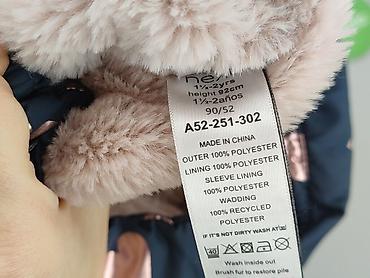 next
1½-2yrs
height 92cm
1½-2años
90/52
A52-251-302
MADE IN CHINA
OUTER 100% POLYESTER
LINING 100% POLYESTER
SLEEVE LINING
100% POLYESTER
WADDING
100% RECYCLED
POLYESTER
IF IT'S NOT DIRTY WASH AT
40
Wash inside out
Brush fur to restore pile